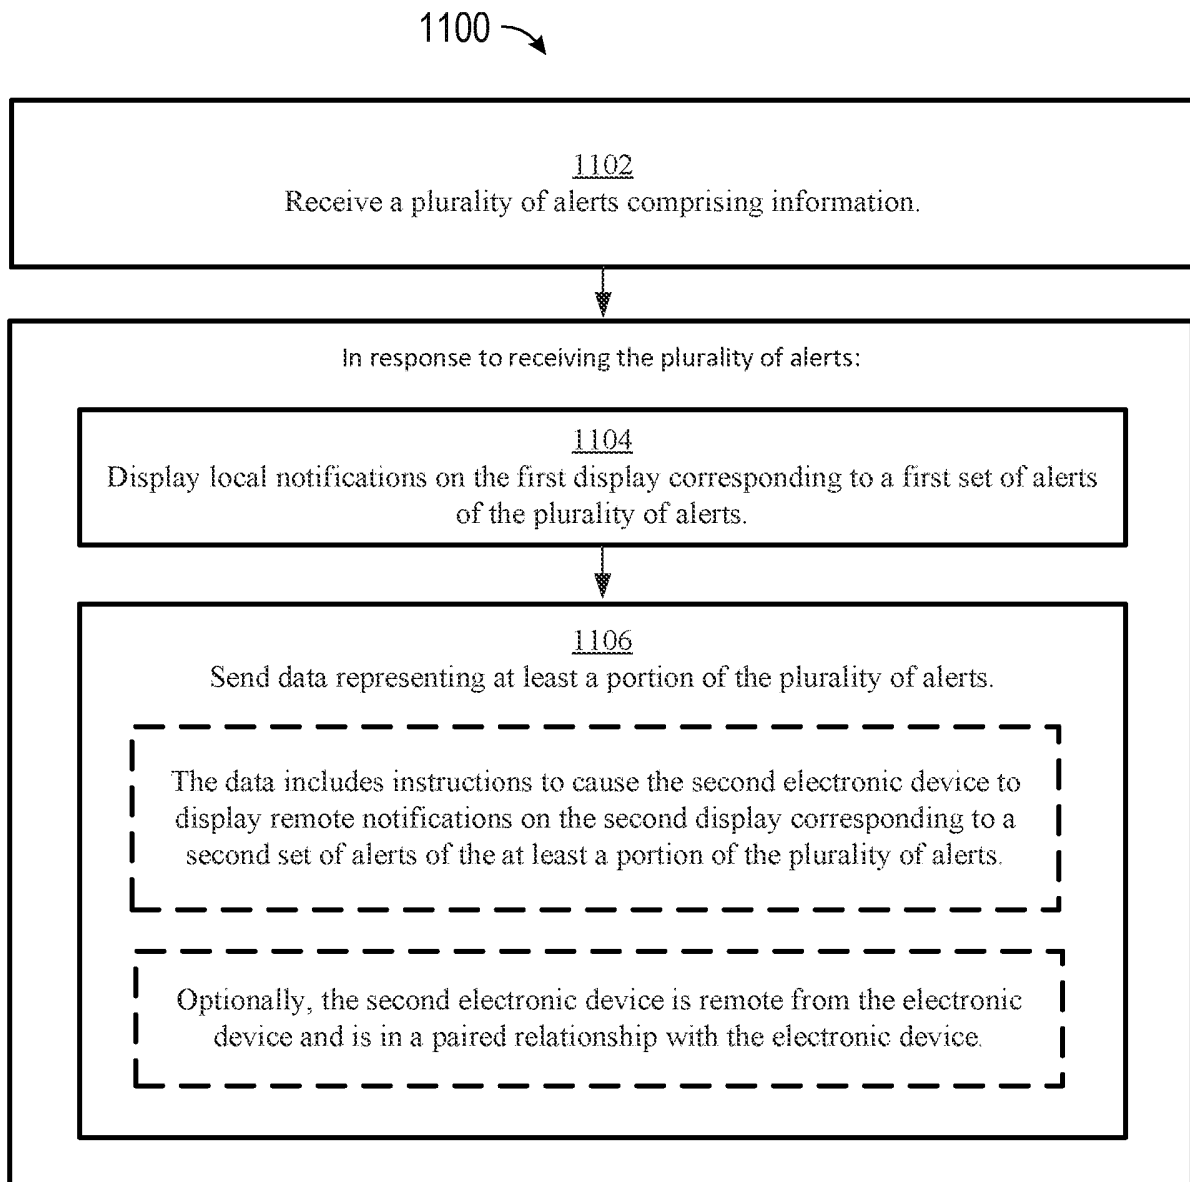 1100
1102
Receive a plurality of alerts comprising information.
In response to receiving the plurality of alerts:
1104
Display local notifications on the first display corresponding to a first set of alerts
of the plurality of alerts.
1106
Send data representing at least a portion of the plurality of alerts.
The data includes instructions to cause the second electronic device to
display remote notifications on the second display corresponding to a
second set of alerts of the at least a portion of the plurality of alerts.
Optionally, the second electronic device is remote from the electronic
device and is in a paired relationship with the electronic device.